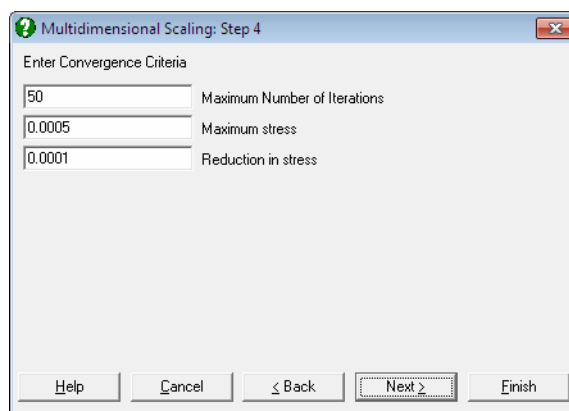 Multidimensional Scaling: Step 4
Enter Convergence Criteria
50 Maximum Number of Iterations
0.0005 Maximum stress
0.0001 Reduction in stress
Help Cancel < Back Next > Finish